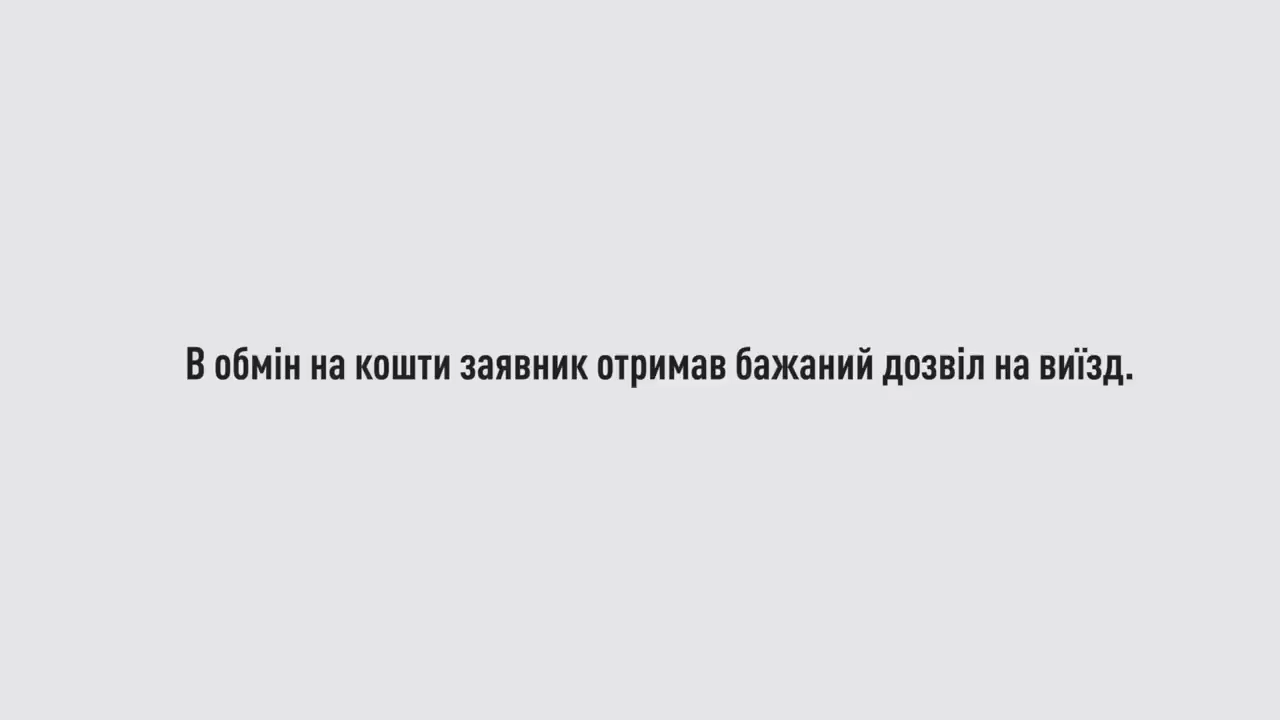 В обмін на кошти заявник отримав бажаний дозвіл на виїзд.